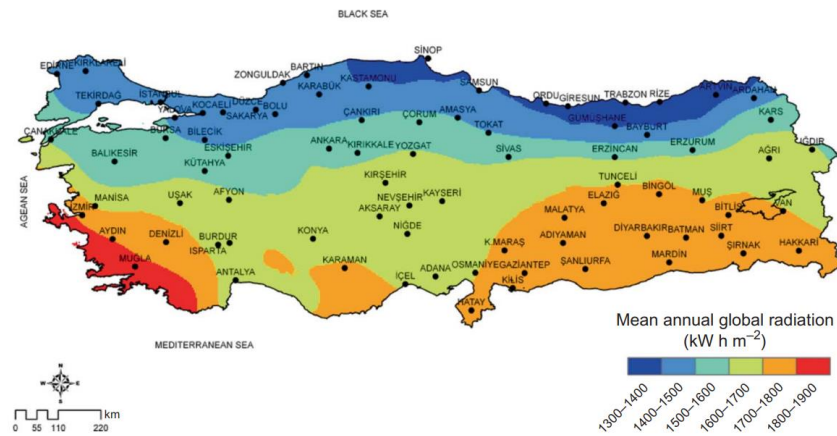 BLACK SEA
SİNOP
BARTIN
EDİRNE KIRKLARELİ
ZONGULDAK
KASTAMONU
KARABÜK
SAMSUN
ARTVİN
ARDAHAN
TEKİRDAĞ
İSTANBUL
YALOVA
KOCAELİ
DÜZCE
SAKARYA
BOLU
ORDU
GİRESUN
TRABZON
RİZE
KARS
ÇANKIRI
ÇORUM
AMASYA
TOKAT
GÜMÜŞHANE
BAYBURT
ÇANAKKALE
BURSA
BİLECİK
ESKİŞEHİR
ANKARA
KIRIKKALE
YOZGAT
SİVAS
ERZİNCAN
ERZURUM
IĞDIR
AĞRI
BALIKESİR
KÜTAHYA
KIRŞEHİR
TUNCELİ
BİNGÖL
MUŞ
AGEAN SEA
MANİSA
UŞAK
AFYON
NEVŞEHİR
KAYSERİ
AKSARAY
ELAZIĞ
MALATYA
BİTLİS
VAN
İZMİR
AYDIN
DENİZLİ
BURDUR
ISPARTA
KONYA
NİĞDE
K.MARAŞ
ADIYAMAN
DİYARBAKIR
BATMAN
SİİRT
ŞIRNAK
HAKKARİ
MUĞLA
ANTALYA
KARAMAN
İÇEL
ADANA
OSMANİYE
GAZİANTEP
KİLİS
ŞANLIURFA
MARDİN
HATAY
MEDITERRANEAN SEA
Mean annual global radiation
(kW h m–2)
1300–1400
1400–1500
1500–1600
1600–1700
1700–1800
1800–1900
N
W E
S
km
0 55 110 220